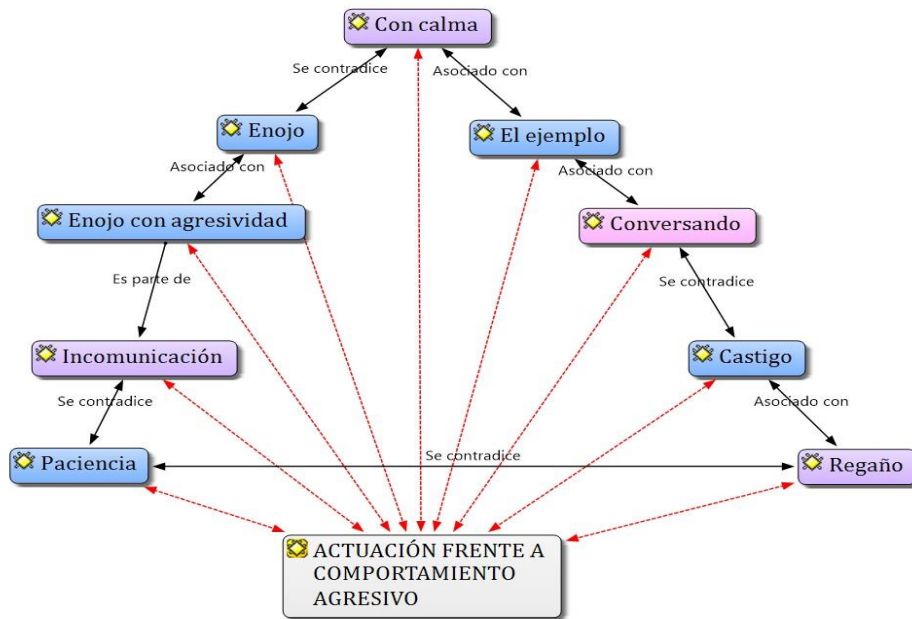 Con calma
Se contradice
Asociado con
Enojo
El ejemplo
Asociado con
Asociado con
Enojo con agresividad
Conversando
Es parte de
Se contradice
Incomunicación
Castigo
Se contradice
Asociado con
Se contradice
Paciencia
Regaño
ACTUACIÓN FRENTE A
COMPORTAMIENTO
AGRESIVO